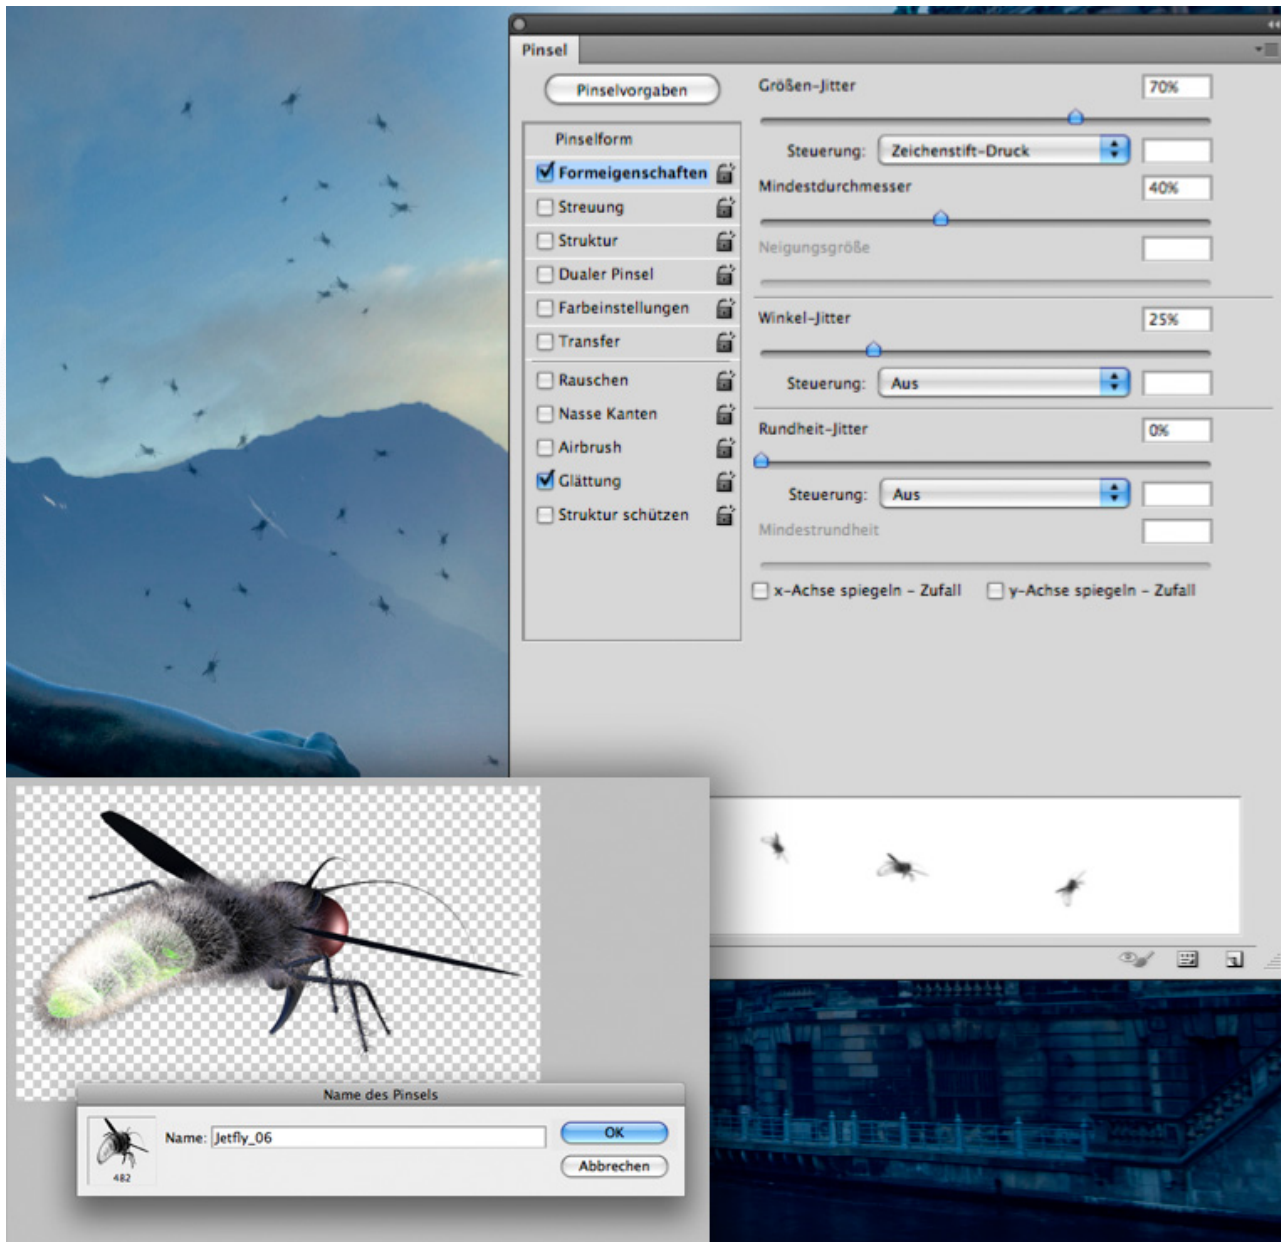 Pinsel
Pinselvorgaben
Pinselform
Formeigenschaften
Streuung
Struktur
Dualer Pinsel
Farbeinstellungen
Transfer
Rauschen
Nasse Kanten
Airbrush
Glättung
Struktur schützen
Größen-Jitter 70%
Steuerung: Zeichenstift-Druck
Mindestdurchmesser 40%
Neigungsgröße
Winkel-Jitter 25%
Steuerung: Aus
Rundheit-Jitter 0%
Steuerung: Aus
Mindestrundheit
x-Achse spiegeln - Zufall y-Achse spiegeln - Zufall
Name des Pinsels
Name: Jetfly_06 OK
Abbrechen
482